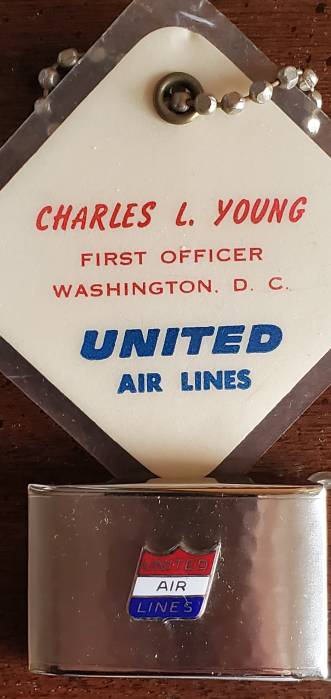 CHARLES L. YOUNG
FIRST OFFICER
WASHINGTON. D. C.
UNITED
AIR LINES
UNITED
AIR
LINES